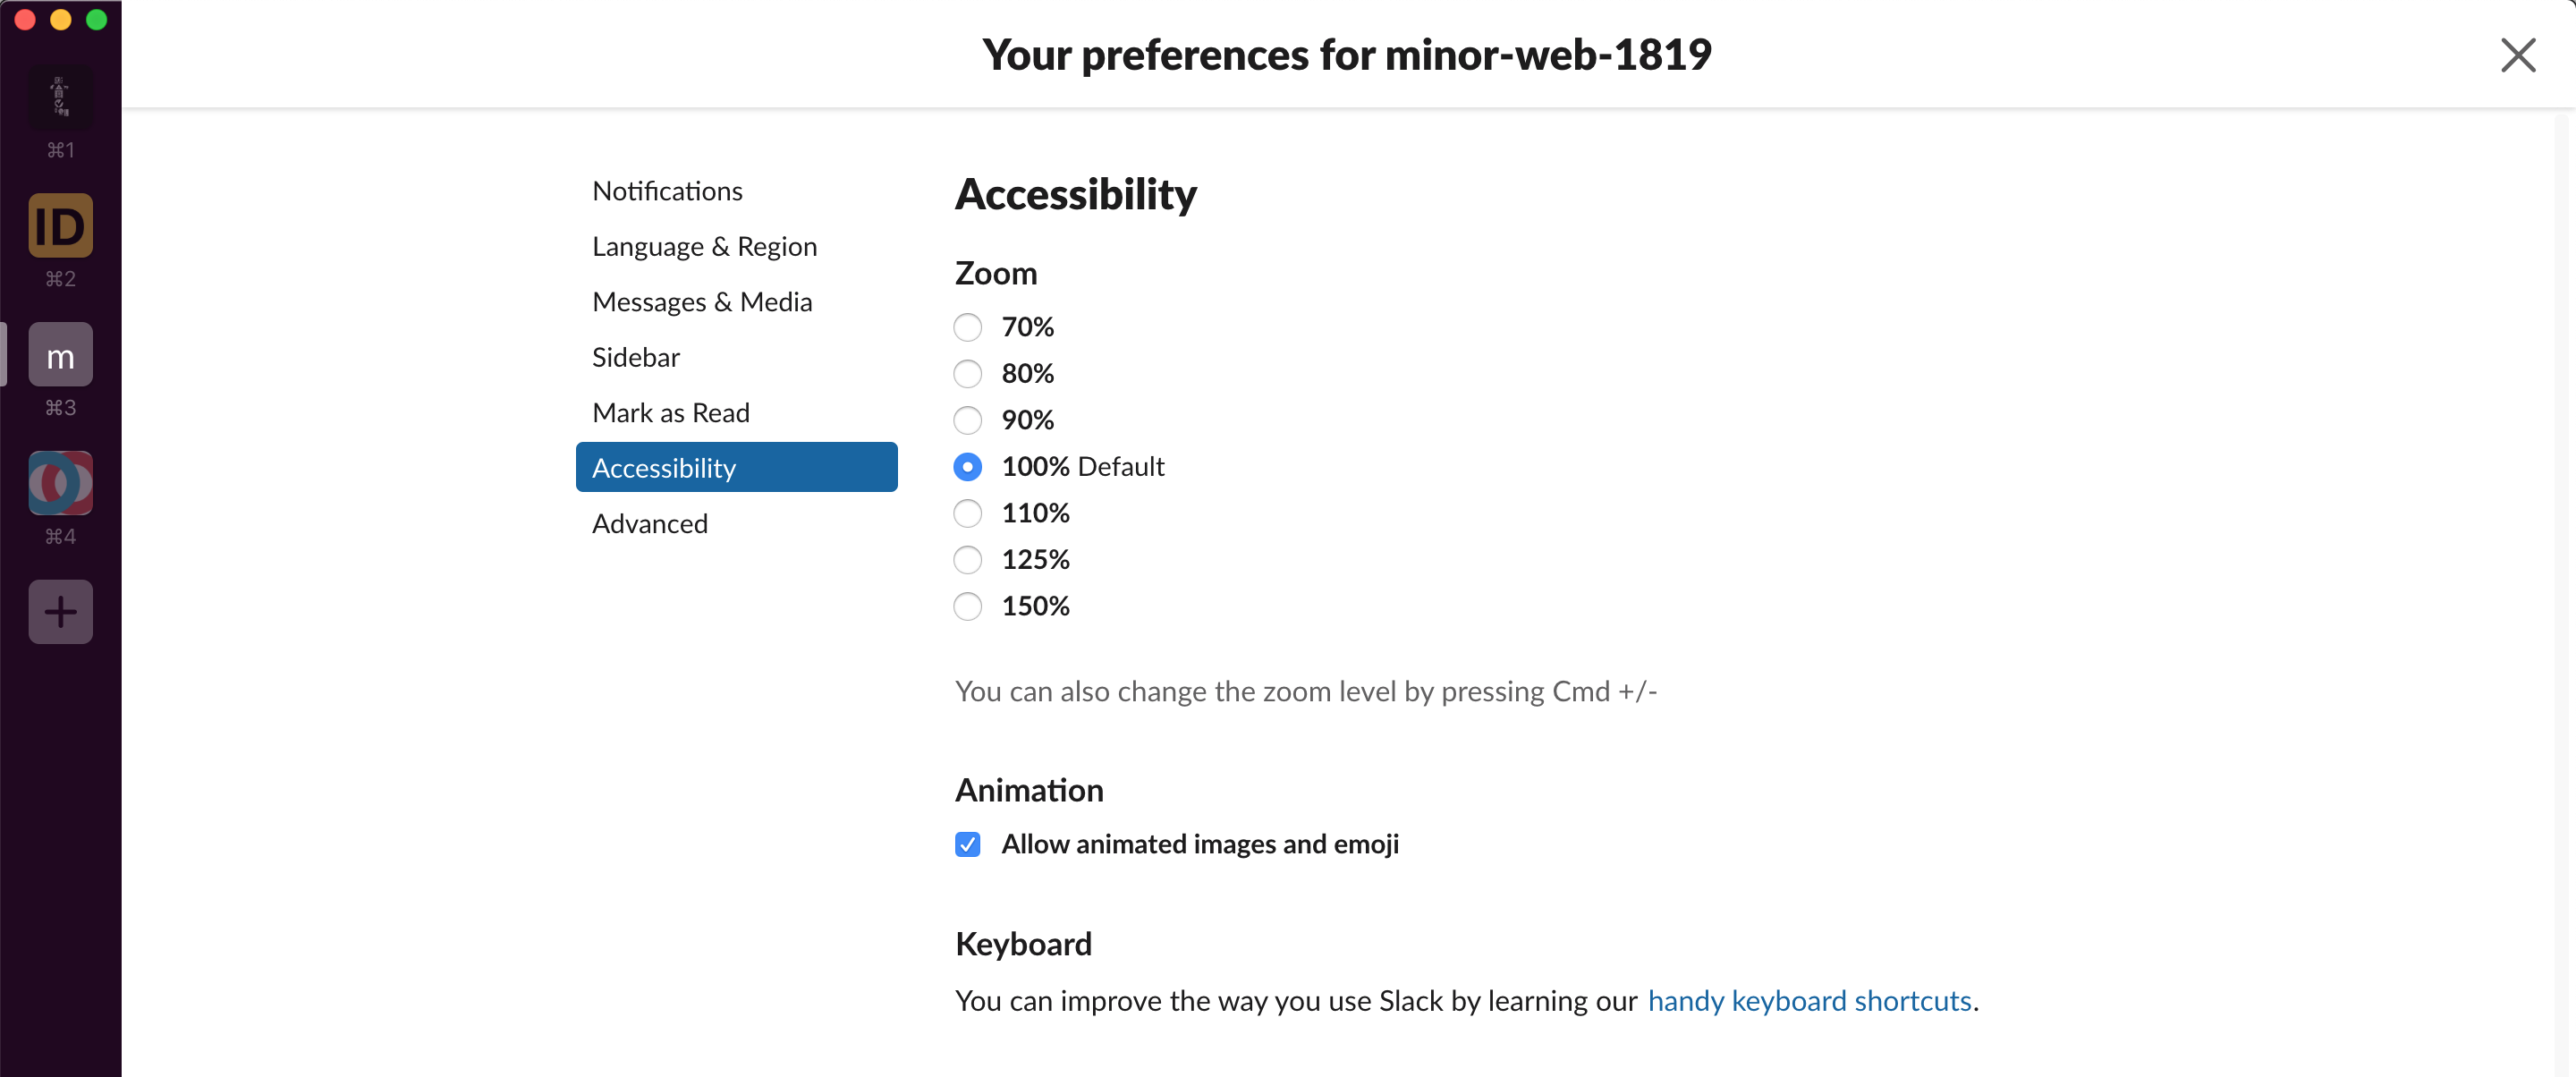 Your preferences for minor-web-1819
⌘1
ID
⌘2
m
⌘3
⌘4
Notifications
Language & Region
Messages & Media
Sidebar
Mark as Read
Accessibility
Advanced
Accessibility
Zoom
70%
80%
90%
100% Default
110%
125%
150%
You can also change the zoom level by pressing Cmd +/-
Animation
Allow animated images and emoji
Keyboard
You can improve the way you use Slack by learning our handy keyboard shortcuts.